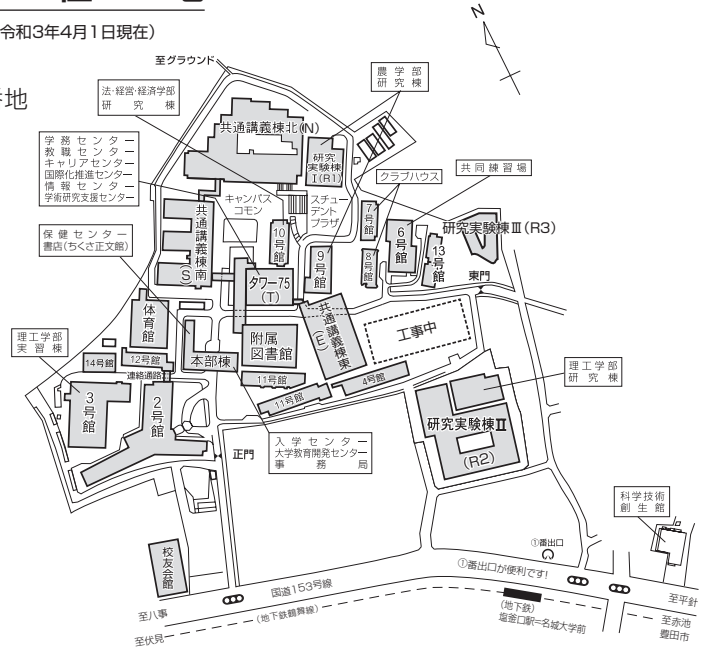 令和3年4月1日現在)
番地
N
至グラウンド
法・経営・経済学部
研究棟
農学部
研究棟
学務センター
教職センター
キャリアセンター
国際化推進センター
情報センター
学術研究支援センター
共通講義棟北(N)
研究
実験棟
Ⅰ(R1)
クラブハウス
共同練習場
キャンパス
コモン
スチュー
デント
プラザ
共通講義棟南
(S)
10号館
9号館
7号館
8号館
6号館
13号館
研究実験棟Ⅲ(R3)
東門
保健センター
書店(ちくさ正文館)
タワー75
(T)
体育館
附属
図書館
共通講義棟東
(E)
工事中
理工学部
実習棟
14号館
12号館
連絡通路
本部棟
11号館
11号館
4号館
理工学部
研究棟
3号館
2号館
研究実験棟Ⅱ
(R2)
正門
入学センター
大学教育開発センター
事務局
科学技術
創生館
校友会館
①番出口
①番出口が便利です!
国道153号線
至八事
至平針
(地下鉄鶴舞線)
(地下鉄)
塩釜口駅=名城大学前
至伏見
至赤池
豊田市